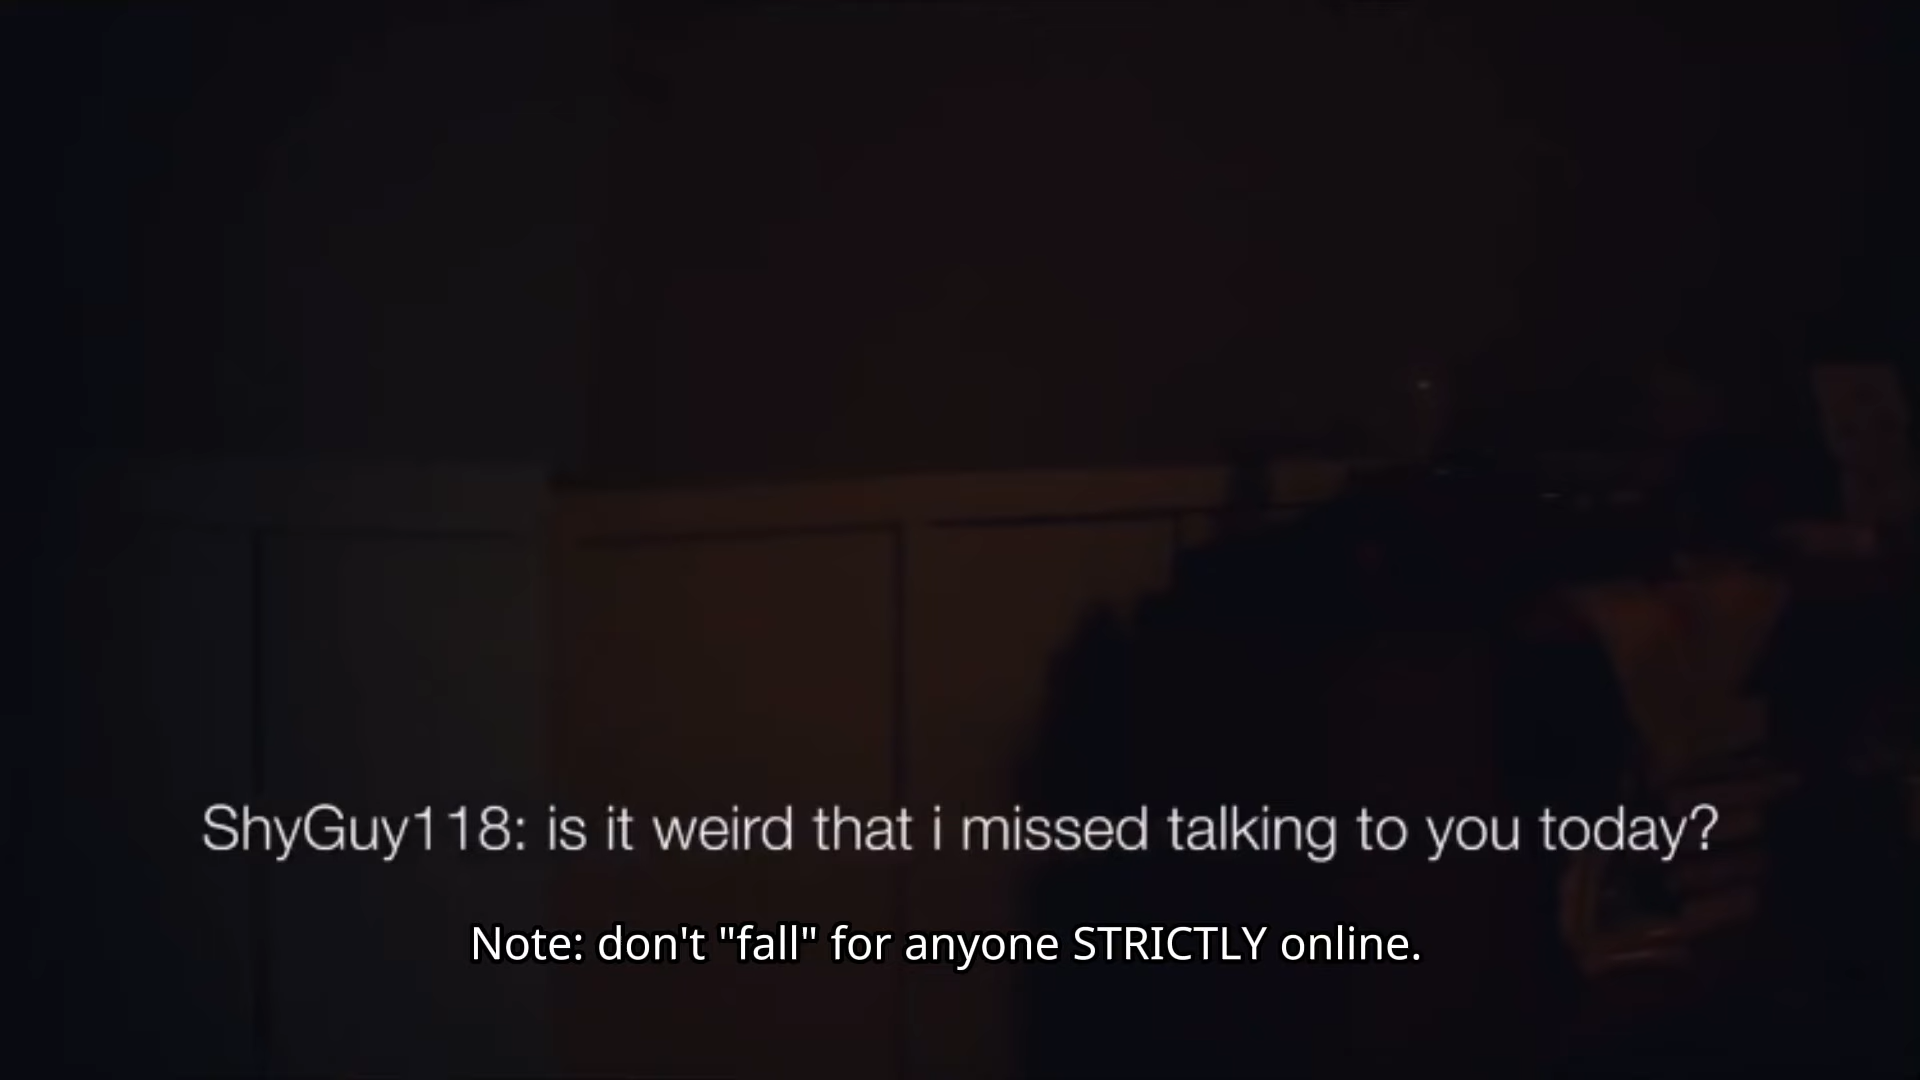 ShyGuy118: is it weird that i missed talking to you today?
Note: don't "fall" for anyone STRICTLY online.